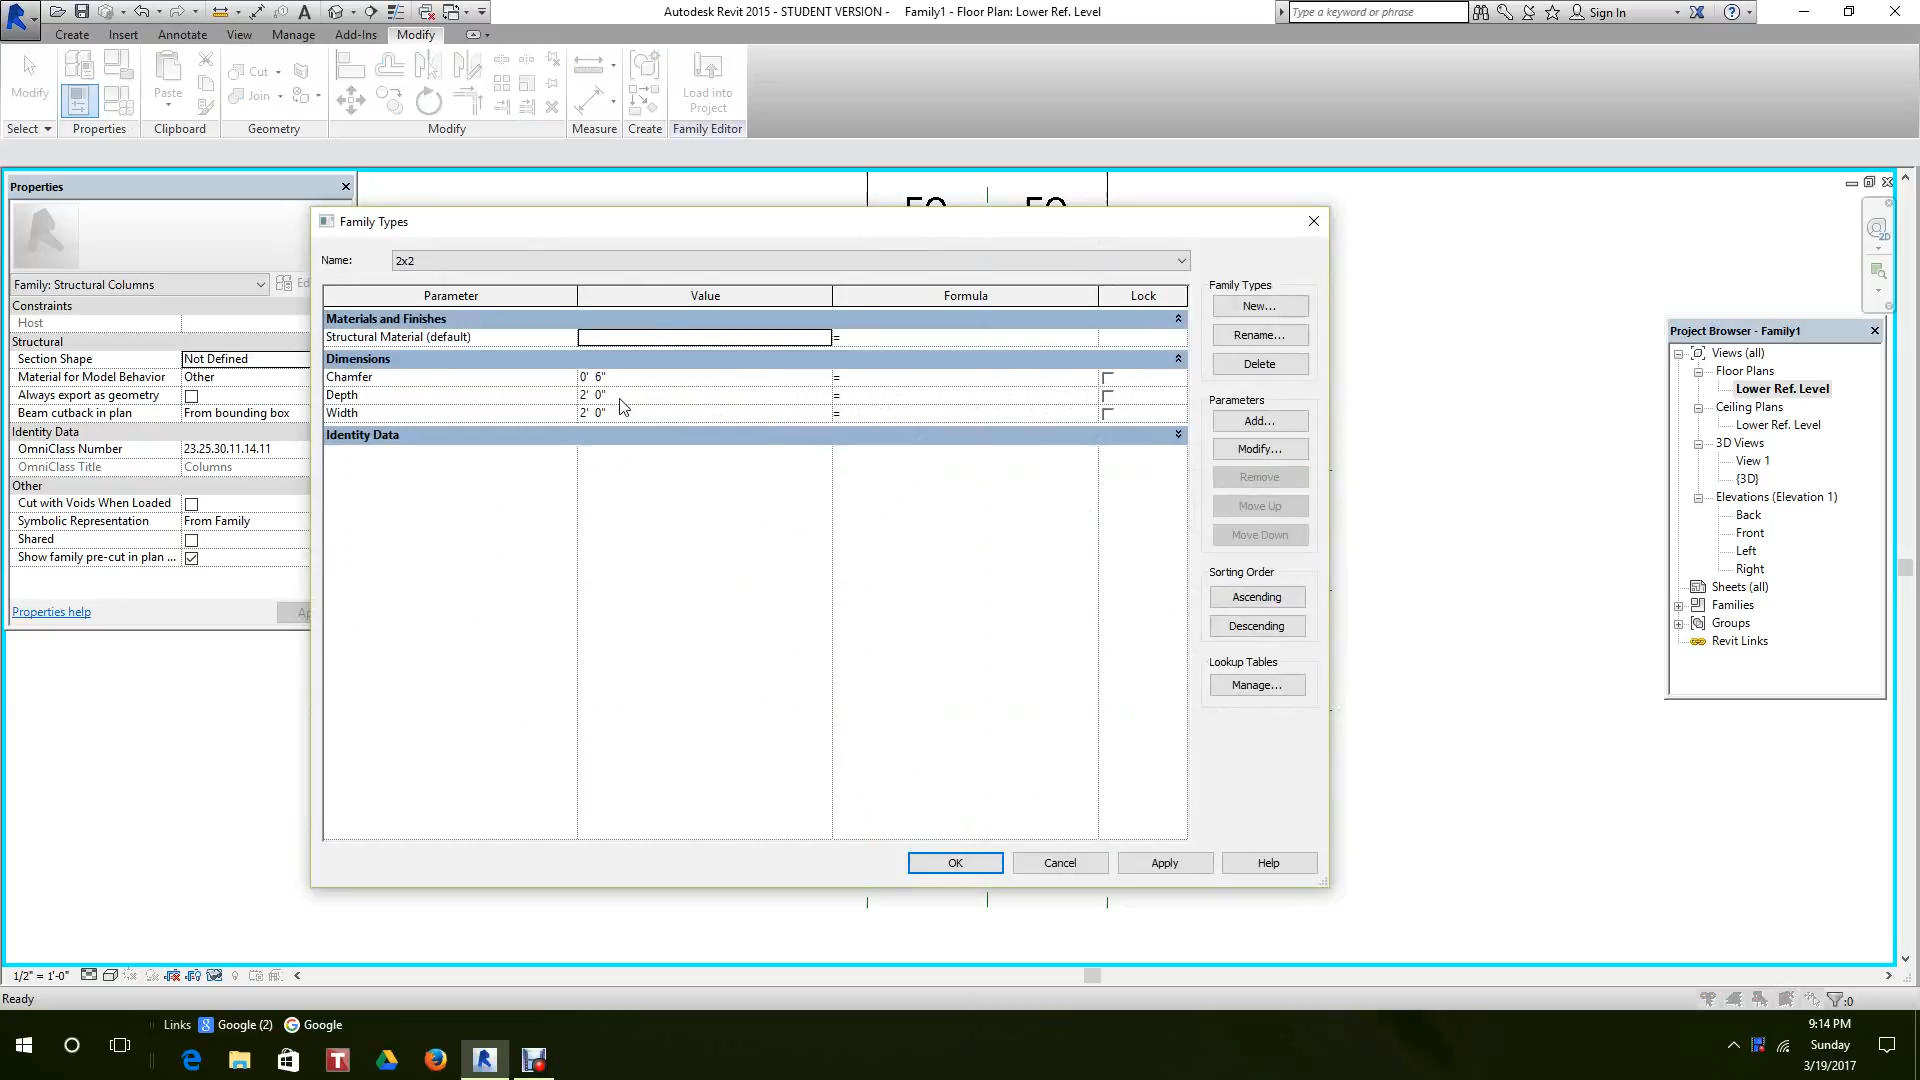 Autodesk Revit 2015 - STUDENT VERSION - Family1 - Floor Plan: Lower Ref. Level
Type a keyword or phrase
Sign In
Create Insert Annotate View Manage Add-Ins Modify
Modify
Paste
Cut
Join
Load into
Project
Select Properties Clipboard Geometry Modify Measure Create Family Editor
Properties
Family: Structural Columns
Ed
Constraints
Host
Structural
Section Shape Not Defined
Material for Model Behavior Other
Always export as geometry
Beam cutback in plan From bounding box
Identity Data
OmniClass Number 23.25.30.11.14.11
OmniClass Title Columns
Other
Cut with Voids When Loaded
Symbolic Representation From Family
Shared
Show family pre-cut in plan ...
Properties help
Ap
EQ EQ
Family Types
Name: 2x2
Parameter Value Formula Lock
Materials and Finishes
Structural Material (default) =
Dimensions
Chamfer 0' 6" =
Depth 2' 0" =
Width 2' 0" =
Identity Data
Family Types
New...
Rename...
Delete
Parameters
Add...
Modify...
Remove
Move Up
Move Down
Sorting Order
Ascending
Descending
Lookup Tables
Manage...
OK Cancel Apply Help
2D
Project Browser - Family1
Views (all)
Floor Plans
Lower Ref. Level
Ceiling Plans
Lower Ref. Level
3D Views
View 1
{3D}
Elevations (Elevation 1)
Back
Front
Left
Right
Sheets (all)
Families
Groups
Revit Links
1/2" = 1'-0"
Ready
:0
Links Google (2) Google
9:14 PM
Sunday
3/19/2017